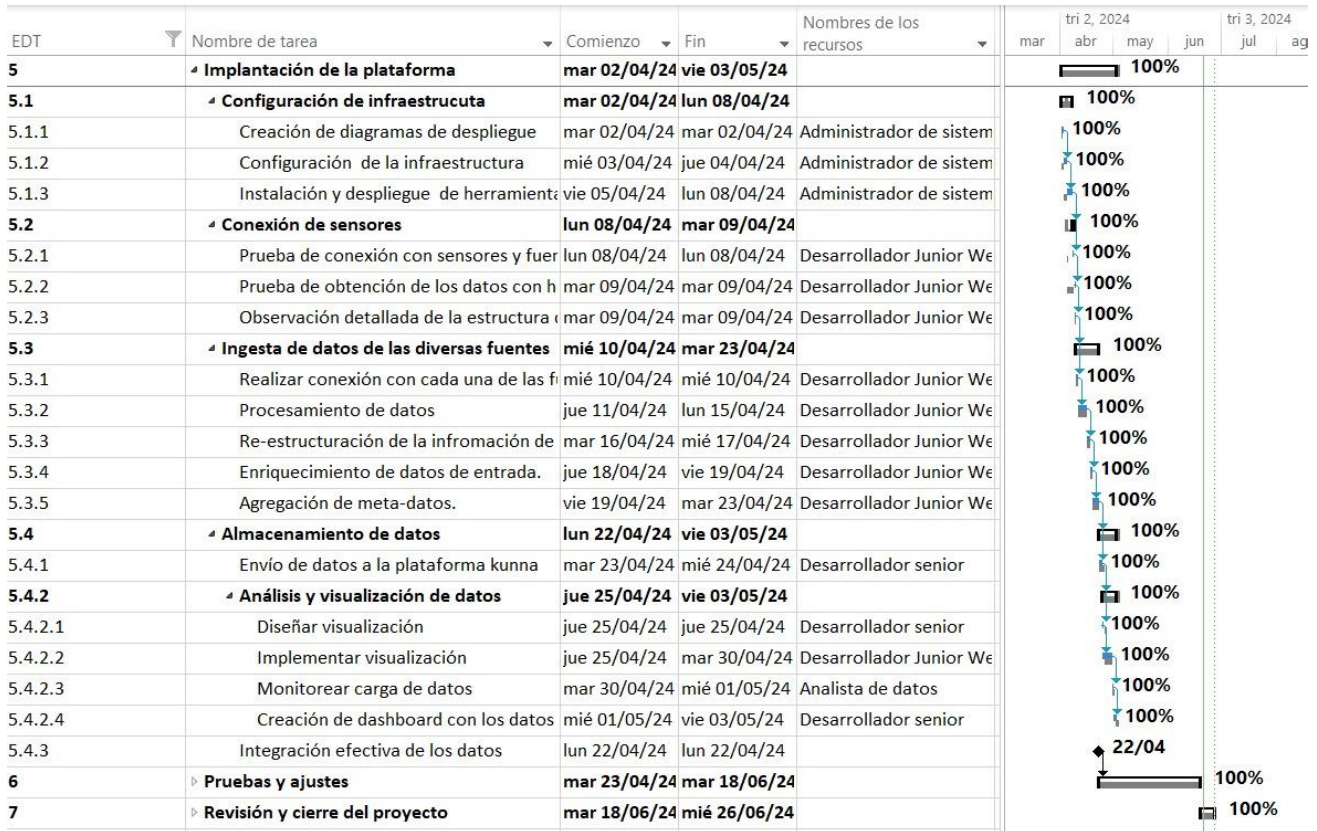 tri 2, 2024 tri 3, 2024
Nombres de los
EDT Nombre de tarea Comienzo Fin recursos mar abr may jun jul ag
5 Implantación de la plataforma mar 02/04/24 vie 03/05/24 100%
5.1 Configuración de infraestrucuta mar 02/04/24 lun 08/04/24 100%
5.1.1 Creación de diagramas de despliegue mar 02/04/24 mar 02/04/24 Administrador de sistem 100%
5.1.2 Configuración de la infraestructura mié 03/04/24 jue 04/04/24 Administrador de sistem 100%
5.1.3 Instalación y despliegue de herramienta vie 05/04/24 lun 08/04/24 Administrador de sistem 100%
5.2 Conexión de sensores lun 08/04/24 mar 09/04/24 100%
5.2.1 Prueba de conexión con sensores y fuer lun 08/04/24 lun 08/04/24 Desarrollador Junior We 100%
5.2.2 Prueba de obtención de los datos con h mar 09/04/24 mar 09/04/24 Desarrollador Junior We 100%
5.2.3 Observación detallada de la estructura mar 09/04/24 mar 09/04/24 Desarrollador Junior We 100%
5.3 Ingesta de datos de las diversas fuentes mié 10/04/24 mar 23/04/24 100%
5.3.1 Realizar conexión con cada una de las mié 10/04/24 mié 10/04/24 Desarrollador Junior We 100%
5.3.2 Procesamiento de datos jue 11/04/24 lun 15/04/24 Desarrollador Junior We 100%
5.3.3 Re-estructuración de la infromación de mar 16/04/24 mié 17/04/24 Desarrollador Junior We 100%
5.3.4 Enriquecimiento de datos de entrada. jue 18/04/24 vie 19/04/24 Desarrollador Junior We 100%
5.3.5 Agregación de meta-datos. vie 19/04/24 mar 23/04/24 Desarrollador Junior We 100%
5.4 Almacenamiento de datos lun 22/04/24 vie 03/05/24 100%
5.4.1 Envío de datos a la plataforma kunna mar 23/04/24 mié 24/04/24 Desarrollador senior 100%
5.4.2 Análisis y visualización de datos jue 25/04/24 vie 03/05/24 100%
5.4.2.1 Diseñar visualización jue 25/04/24 jue 25/04/24 Desarrollador senior 100%
5.4.2.2 Implementar visualización jue 25/04/24 mar 30/04/24 Desarrollador Junior We 100%
5.4.2.3 Monitorear carga de datos mar 30/04/24 mié 01/05/24 Analista de datos 100%
5.4.2.4 Creación de dashboard con los datos mié 01/05/24 vie 03/05/24 Desarrollador senior 100%
5.4.3 Integración efectiva de los datos lun 22/04/24 lun 22/04/24 22/04
6 Pruebas y ajustes mar 23/04/24 mar 18/06/24 100%
7 Revisión y cierre del proyecto mar 18/06/24 mié 26/06/24 100%